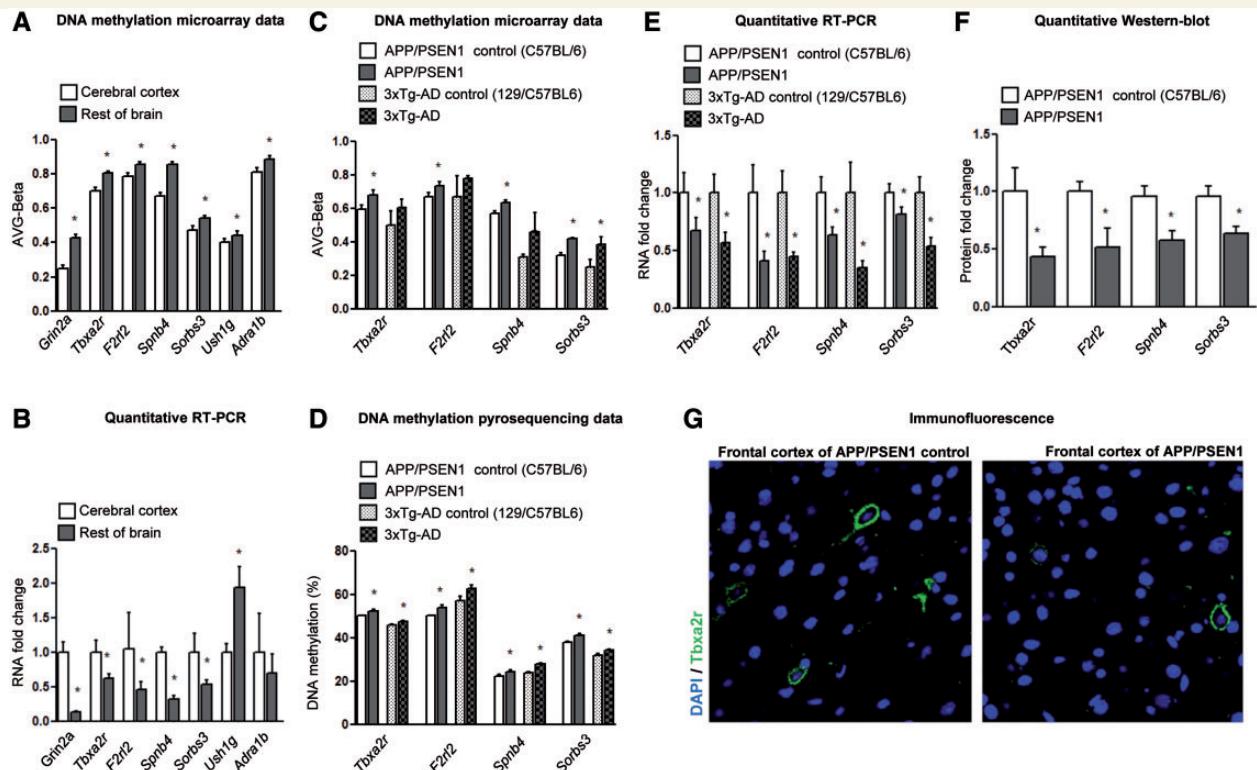 A DNA methylation microarray data
Cerebral cortex
Rest of brain
AVG-Beta
1.0
0.8
0.6
0.4
0.2
0.0
Grin2a
Tbxa2r
F2rl2
Spnb4
Sorbs3
Ush1g
Adra1b
* * * * * * *
C DNA methylation microarray data
APP/PSEN1 control (C57BL/6)
APP/PSEN1
3xTg-AD control (129/C57BL6)
3xTg-AD
AVG-Beta
1.0
0.8
0.6
0.4
0.2
0.0
Tbxa2r
F2rl2
Spnb4
Sorbs3
* * * * *
E Quantitative RT-PCR
APP/PSEN1 control (C57BL/6)
APP/PSEN1
3xTg-AD control (129/C57BL6)
3xTg-AD
RNA fold change
1.5
1.0
0.5
0.0
Tbxa2r
F2rl2
Spnb4
Sorbs3
* * * * * * * *
F Quantitative Western-blot
APP/PSEN1 control (C57BL/6)
APP/PSEN1
Protein fold change
1.5
1.0
0.5
0.0
Tbxa2r
F2rl2
Spnb4
Sorbs3
* * * *
B Quantitative RT-PCR
Cerebral cortex
Rest of brain
RNA fold change
2.5
2.0
1.5
1.0
0.5
0.0
Grin2a
Tbxa2r
F2rl2
Spnb4
Sorbs3
Ush1g
Adra1b
* * * * * *
D DNA methylation pyrosequencing data
APP/PSEN1 control (C57BL/6)
APP/PSEN1
3xTg-AD control (129/C57BL6)
3xTg-AD
DNA methylation (%)
80
60
40
20
0
Tbxa2r
F2rl2
Spnb4
Sorbs3
* * * * * * * *
G Immunofluorescence
Frontal cortex of APP/PSEN1 control
Frontal cortex of APP/PSEN1
DAPI / Tbxa2r